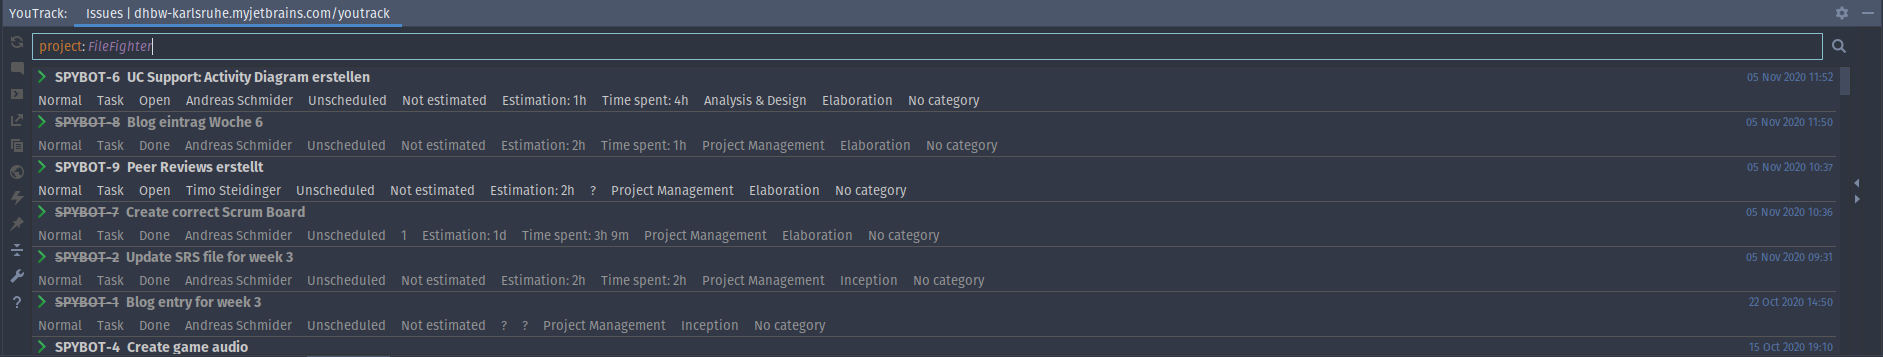 YouTrack: Issues | dhbw-karlsruhe.myjetbrains.com/youtrack
project: FileFighter
SPYBOT-6 UC Support: Activity Diagram erstellen 05 Nov 2020 11:52
Normal Task Open Andreas Schmider Unscheduled Not estimated Estimation: 1h Time spent: 4h Analysis & Design Elaboration No category
SPYBOT-8 Blog eintrag Woche 6 05 Nov 2020 11:50
Normal Task Done Andreas Schmider Unscheduled Not estimated Estimation: 2h Time spent: 1h Project Management Elaboration No category
SPYBOT-9 Peer Reviews erstellt 05 Nov 2020 10:37
Normal Task Open Timo Steidinger Unscheduled Not estimated Estimation: 2h ? Project Management Elaboration No category
SPYBOT-7 Create correct Scrum Board 05 Nov 2020 10:36
Normal Task Done Andreas Schmider Unscheduled 1 Estimation: 1d Time spent: 3h 9m Project Management Elaboration No category
SPYBOT-2 Update SRS file for week 3 05 Nov 2020 09:31
Normal Task Done Andreas Schmider Unscheduled Not estimated Estimation: 2h Time spent: 2h Project Management Inception No category
SPYBOT-1 Blog entry for week 3 22 Oct 2020 14:50
Normal Task Done Andreas Schmider Unscheduled Not estimated ? ? Project Management Inception No category
SPYBOT-4 Create game audio 15 Oct 2020 19:10